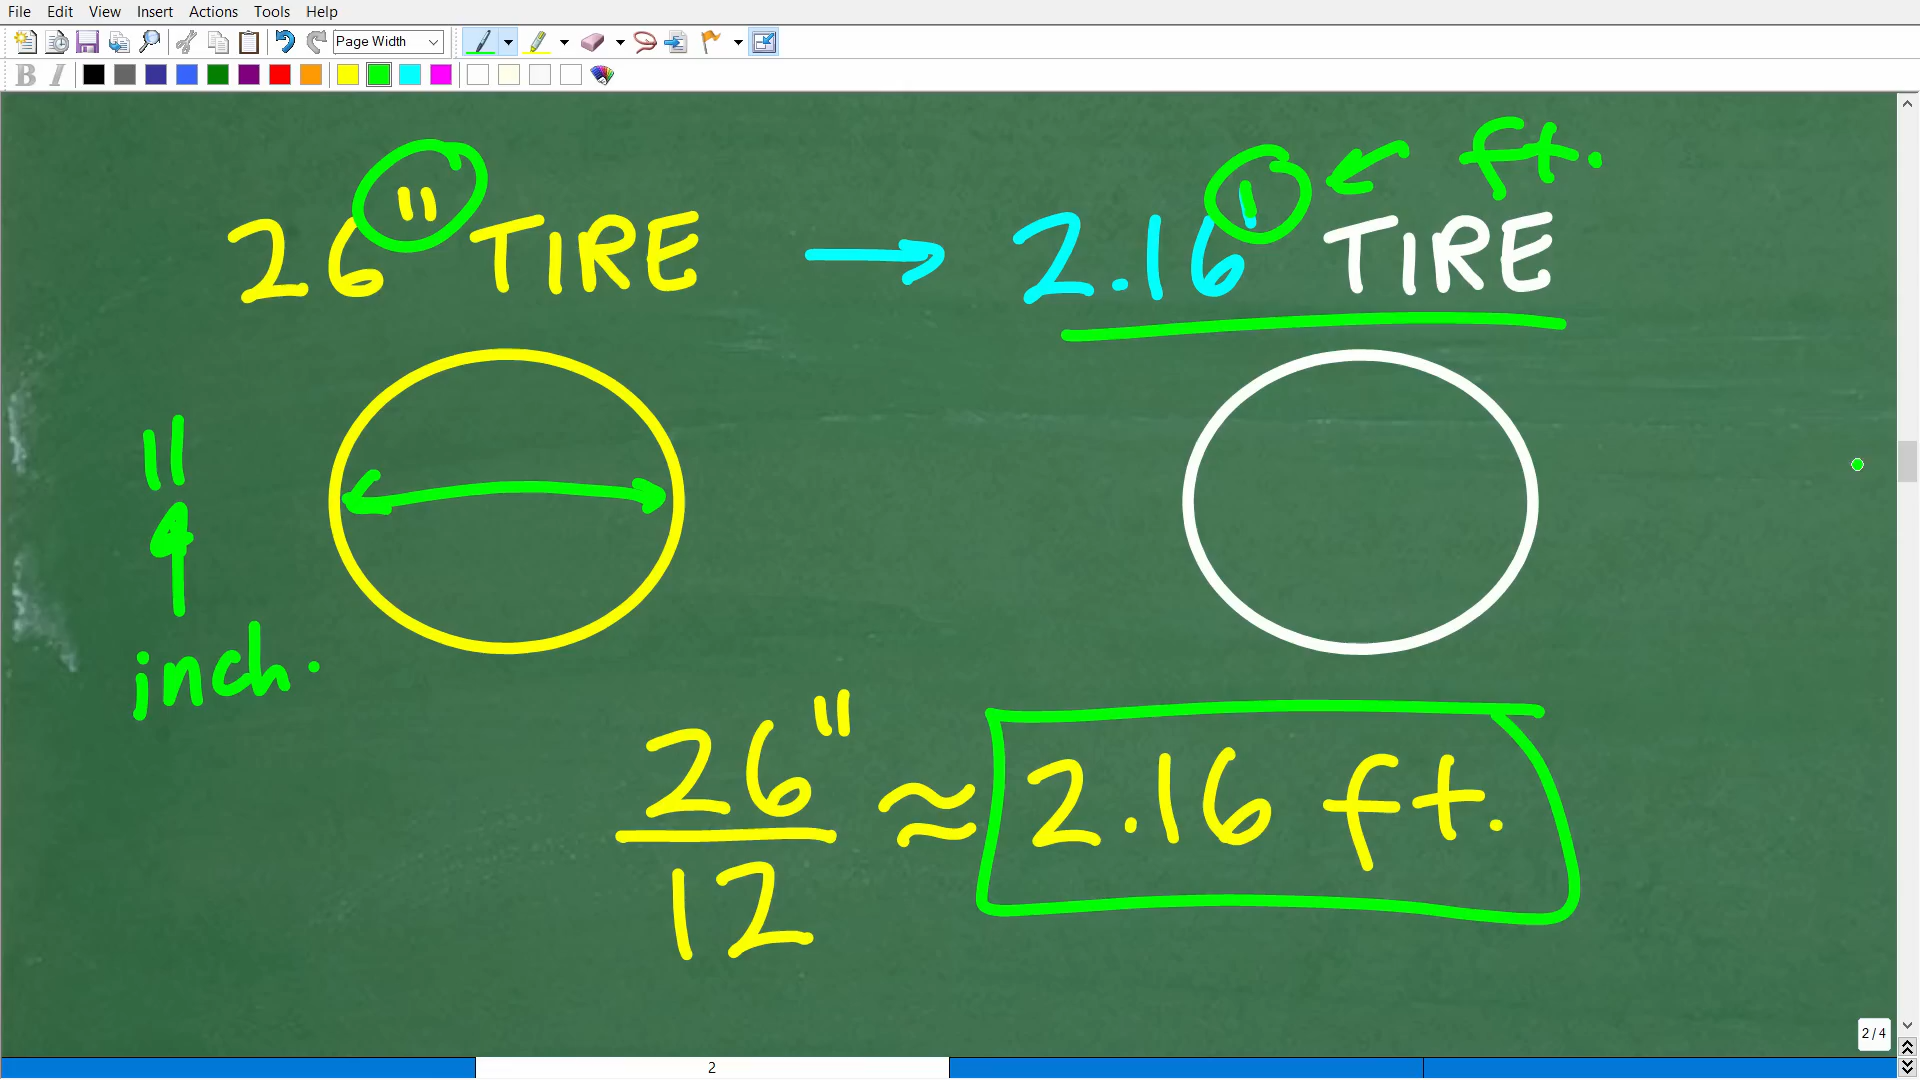 File Edit View Insert Actions Tools Help
Page Width
B I
ft.
26" TIRE → 2.16' TIRE
"
inch.
26"
12
≈ 2.16 ft.
2 / 4
2